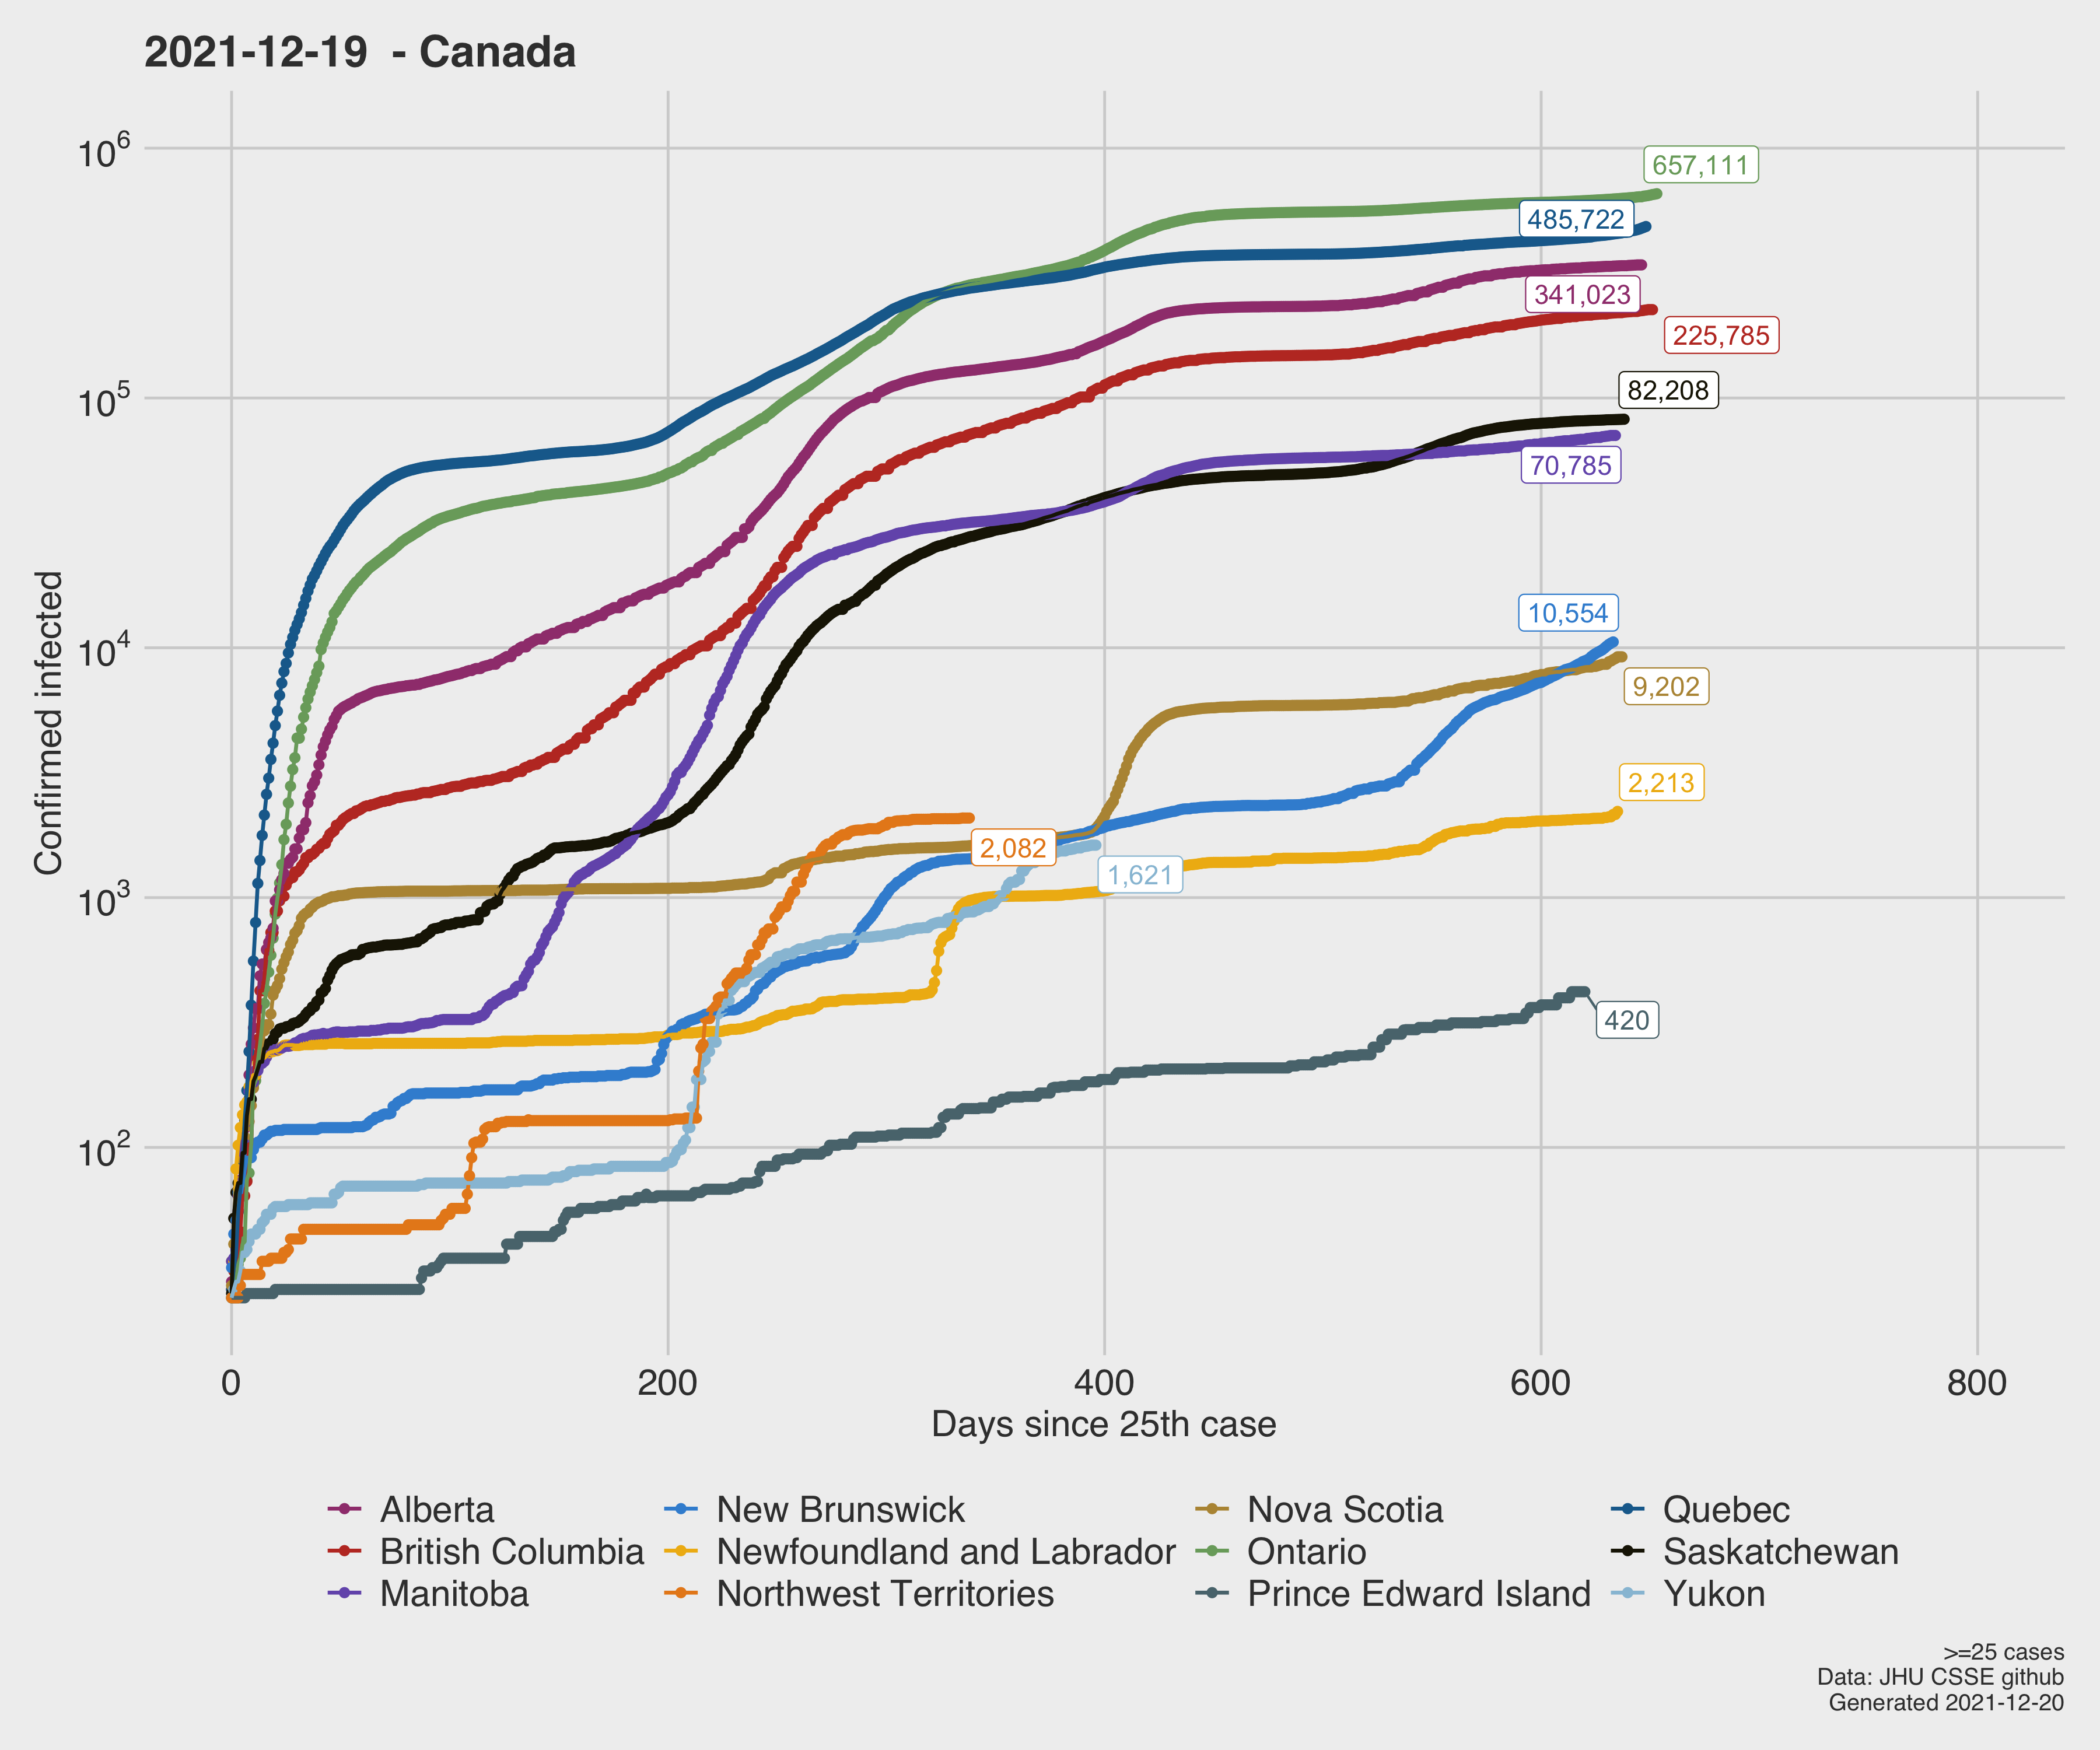 2021-12-19  - Canada
Confirmed infected
10^6
10^5
10^4
10^3
10^2
657,111
485,722
341,023
225,785
82,208
70,785
10,554
9,202
2,213
2,082
1,621
420
0 200 400 600 800
Days since 25th case
Alberta New Brunswick Nova Scotia Quebec
British Columbia Newfoundland and Labrador Ontario Saskatchewan
Manitoba Northwest Territories Prince Edward Island Yukon
>=25 cases
Data: JHU CSSE github
Generated 2021-12-20